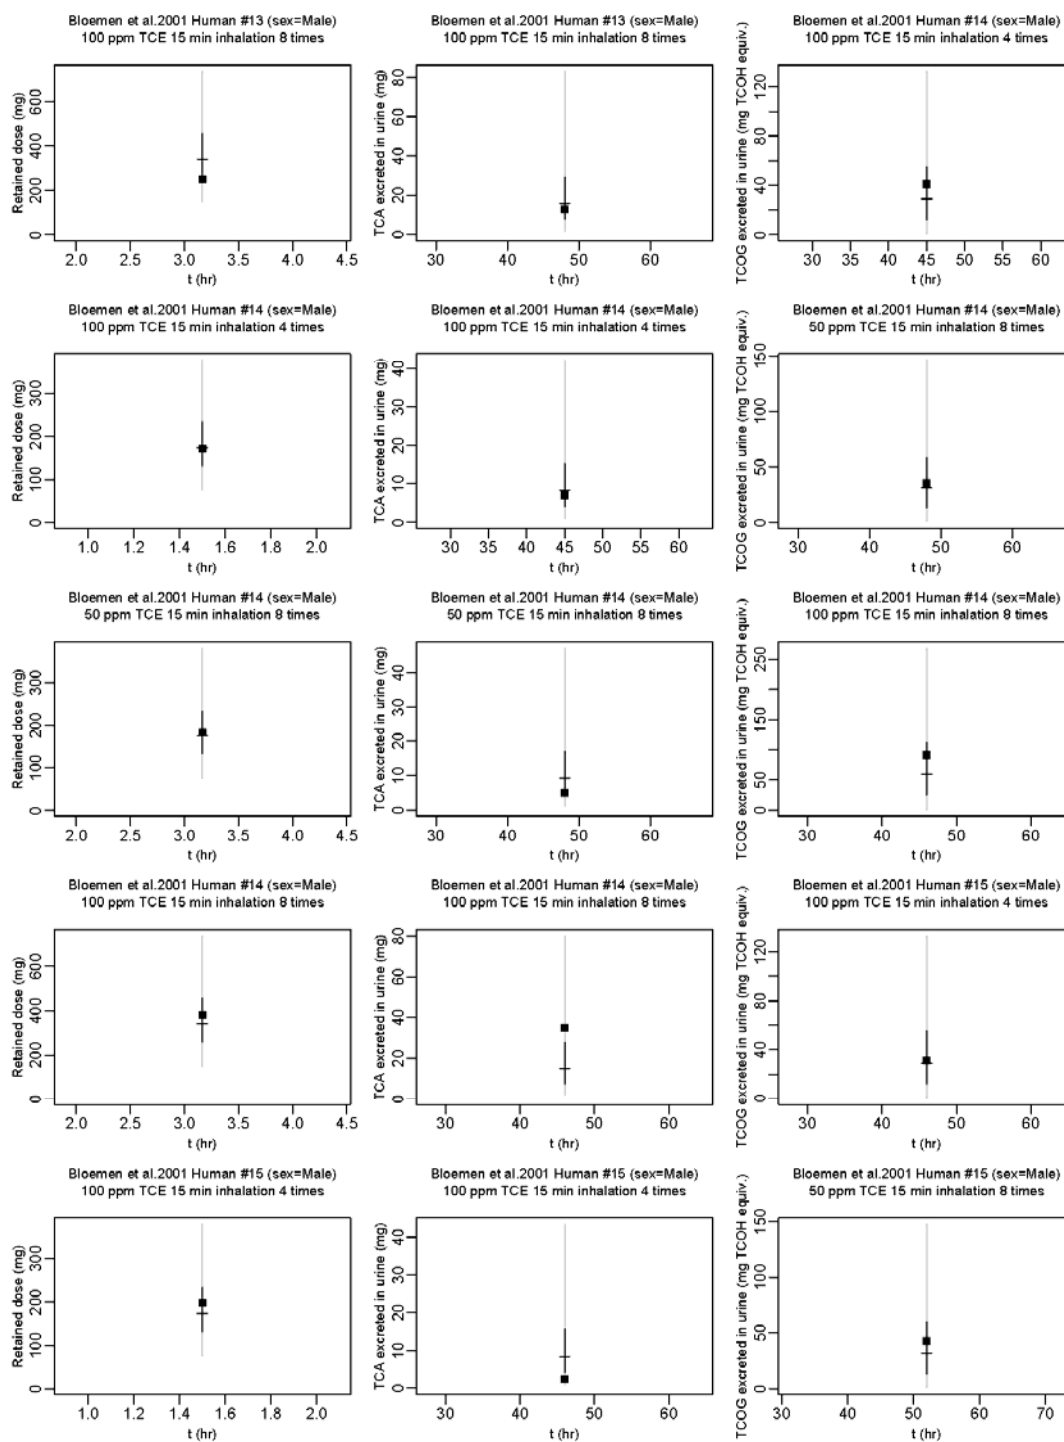 Bloemen et al.2001 Human #13 (sex=Male)
100 ppm TCE 15 min inhalation 8 times
Retained dose (mg)
0 200 400 600
2.0 2.5 3.0 3.5 4.0 4.5
t (hr)
Bloemen et al.2001 Human #13 (sex=Male)
100 ppm TCE 15 min inhalation 8 times
TCA excreted in urine (mg)
0 20 40 60 80
30 40 50 60
t (hr)
Bloemen et al.2001 Human #14 (sex=Male)
100 ppm TCE 15 min inhalation 4 times
TCOG excreted in urine (mg TCOH equiv.)
0 40 80 120
30 35 40 45 50 55 60
t (hr)
Bloemen et al.2001 Human #14 (sex=Male)
100 ppm TCE 15 min inhalation 4 times
Retained dose (mg)
0 100 200 300
1.0 1.2 1.4 1.6 1.8 2.0
t (hr)
Bloemen et al.2001 Human #14 (sex=Male)
100 ppm TCE 15 min inhalation 4 times
TCA excreted in urine (mg)
0 10 20 30 40
30 35 40 45 50 55 60
t (hr)
Bloemen et al.2001 Human #14 (sex=Male)
50 ppm TCE 15 min inhalation 8 times
TCOG excreted in urine (mg TCOH equiv.)
0 50 100 150
30 40 50 60
t (hr)
Bloemen et al.2001 Human #14 (sex=Male)
50 ppm TCE 15 min inhalation 8 times
Retained dose (mg)
0 100 200 300
2.0 2.5 3.0 3.5 4.0 4.5
t (hr)
Bloemen et al.2001 Human #14 (sex=Male)
50 ppm TCE 15 min inhalation 8 times
TCA excreted in urine (mg)
0 10 20 30 40
30 40 50 60
t (hr)
Bloemen et al.2001 Human #14 (sex=Male)
100 ppm TCE 15 min inhalation 8 times
TCOG excreted in urine (mg TCOH equiv.)
0 50 150 250
30 40 50 60
t (hr)
Bloemen et al.2001 Human #14 (sex=Male)
100 ppm TCE 15 min inhalation 8 times
Retained dose (mg)
0 200 400 600
2.0 2.5 3.0 3.5 4.0 4.5
t (hr)
Bloemen et al.2001 Human #14 (sex=Male)
100 ppm TCE 15 min inhalation 8 times
TCA excreted in urine (mg)
0 20 40 60 80
30 40 50 60
t (hr)
Bloemen et al.2001 Human #15 (sex=Male)
100 ppm TCE 15 min inhalation 4 times
TCOG excreted in urine (mg TCOH equiv.)
0 40 80 120
30 40 50 60
t (hr)
Bloemen et al.2001 Human #15 (sex=Male)
100 ppm TCE 15 min inhalation 4 times
Retained dose (mg)
0 100 200 300
1.0 1.2 1.4 1.6 1.8 2.0
t (hr)
Bloemen et al.2001 Human #15 (sex=Male)
100 ppm TCE 15 min inhalation 4 times
TCA excreted in urine (mg)
0 10 20 30 40
30 40 50 60
t (hr)
Bloemen et al.2001 Human #15 (sex=Male)
50 ppm TCE 15 min inhalation 8 times
TCOG excreted in urine (mg TCOH equiv.)
0 50 100 150
30 40 50 60 70
t (hr)